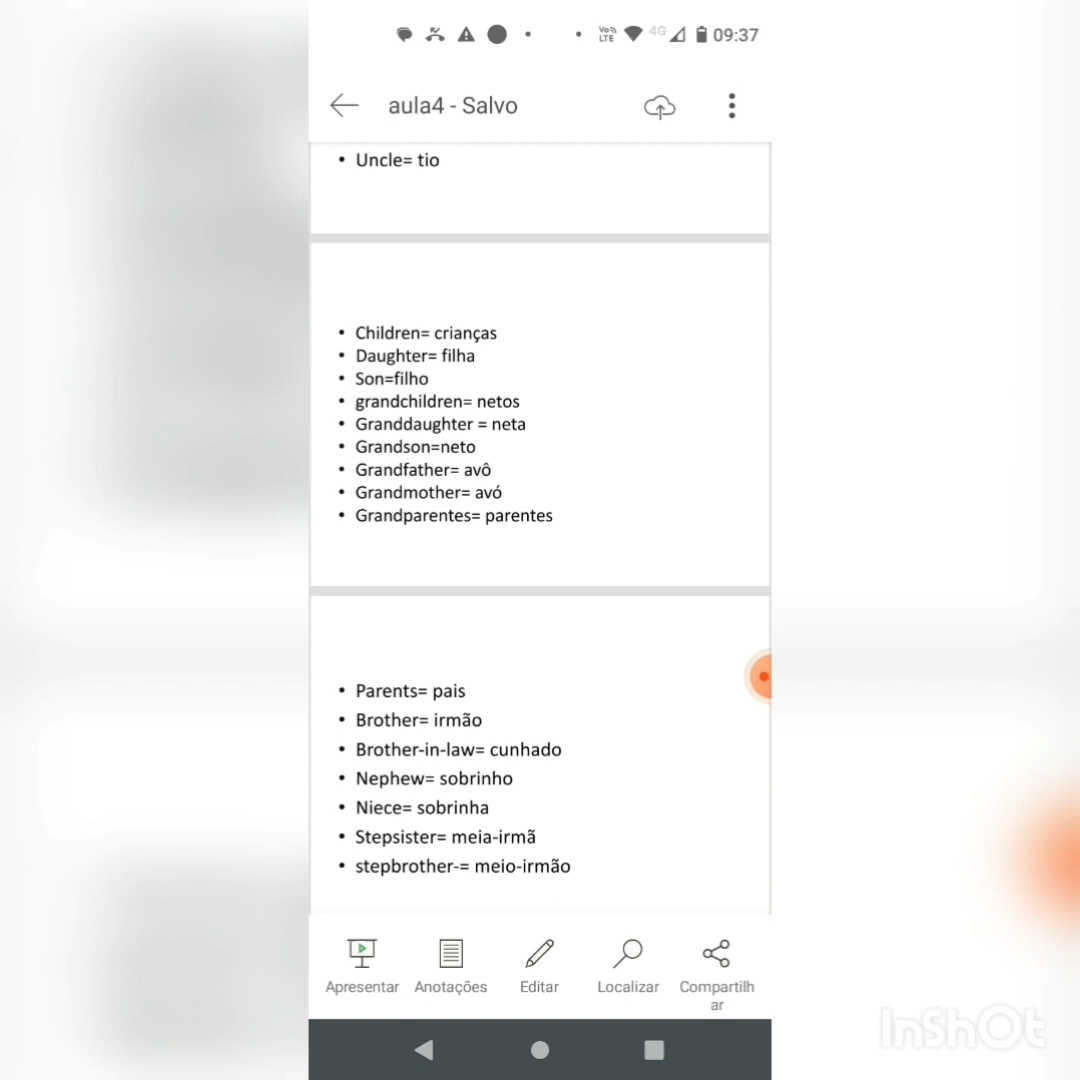 4G 09:37
aula4 - Salvo
• Uncle= tio
• Children= crianças
• Daughter= filha
• Son=filho
• grandchildren= netos
• Granddaughter = neta
• Grandson=neto
• Grandfather= avô
• Grandmother= avó
• Grandparentes= parentes
• Parents= pais
• Brother= irmão
• Brother-in-law= cunhado
• Nephew= sobrinho
• Niece= sobrinha
• Stepsister= meia-irmã
• stepbrother-= meio-irmão
Apresentar Anotações Editar Localizar Compartilh
ar
InShOt